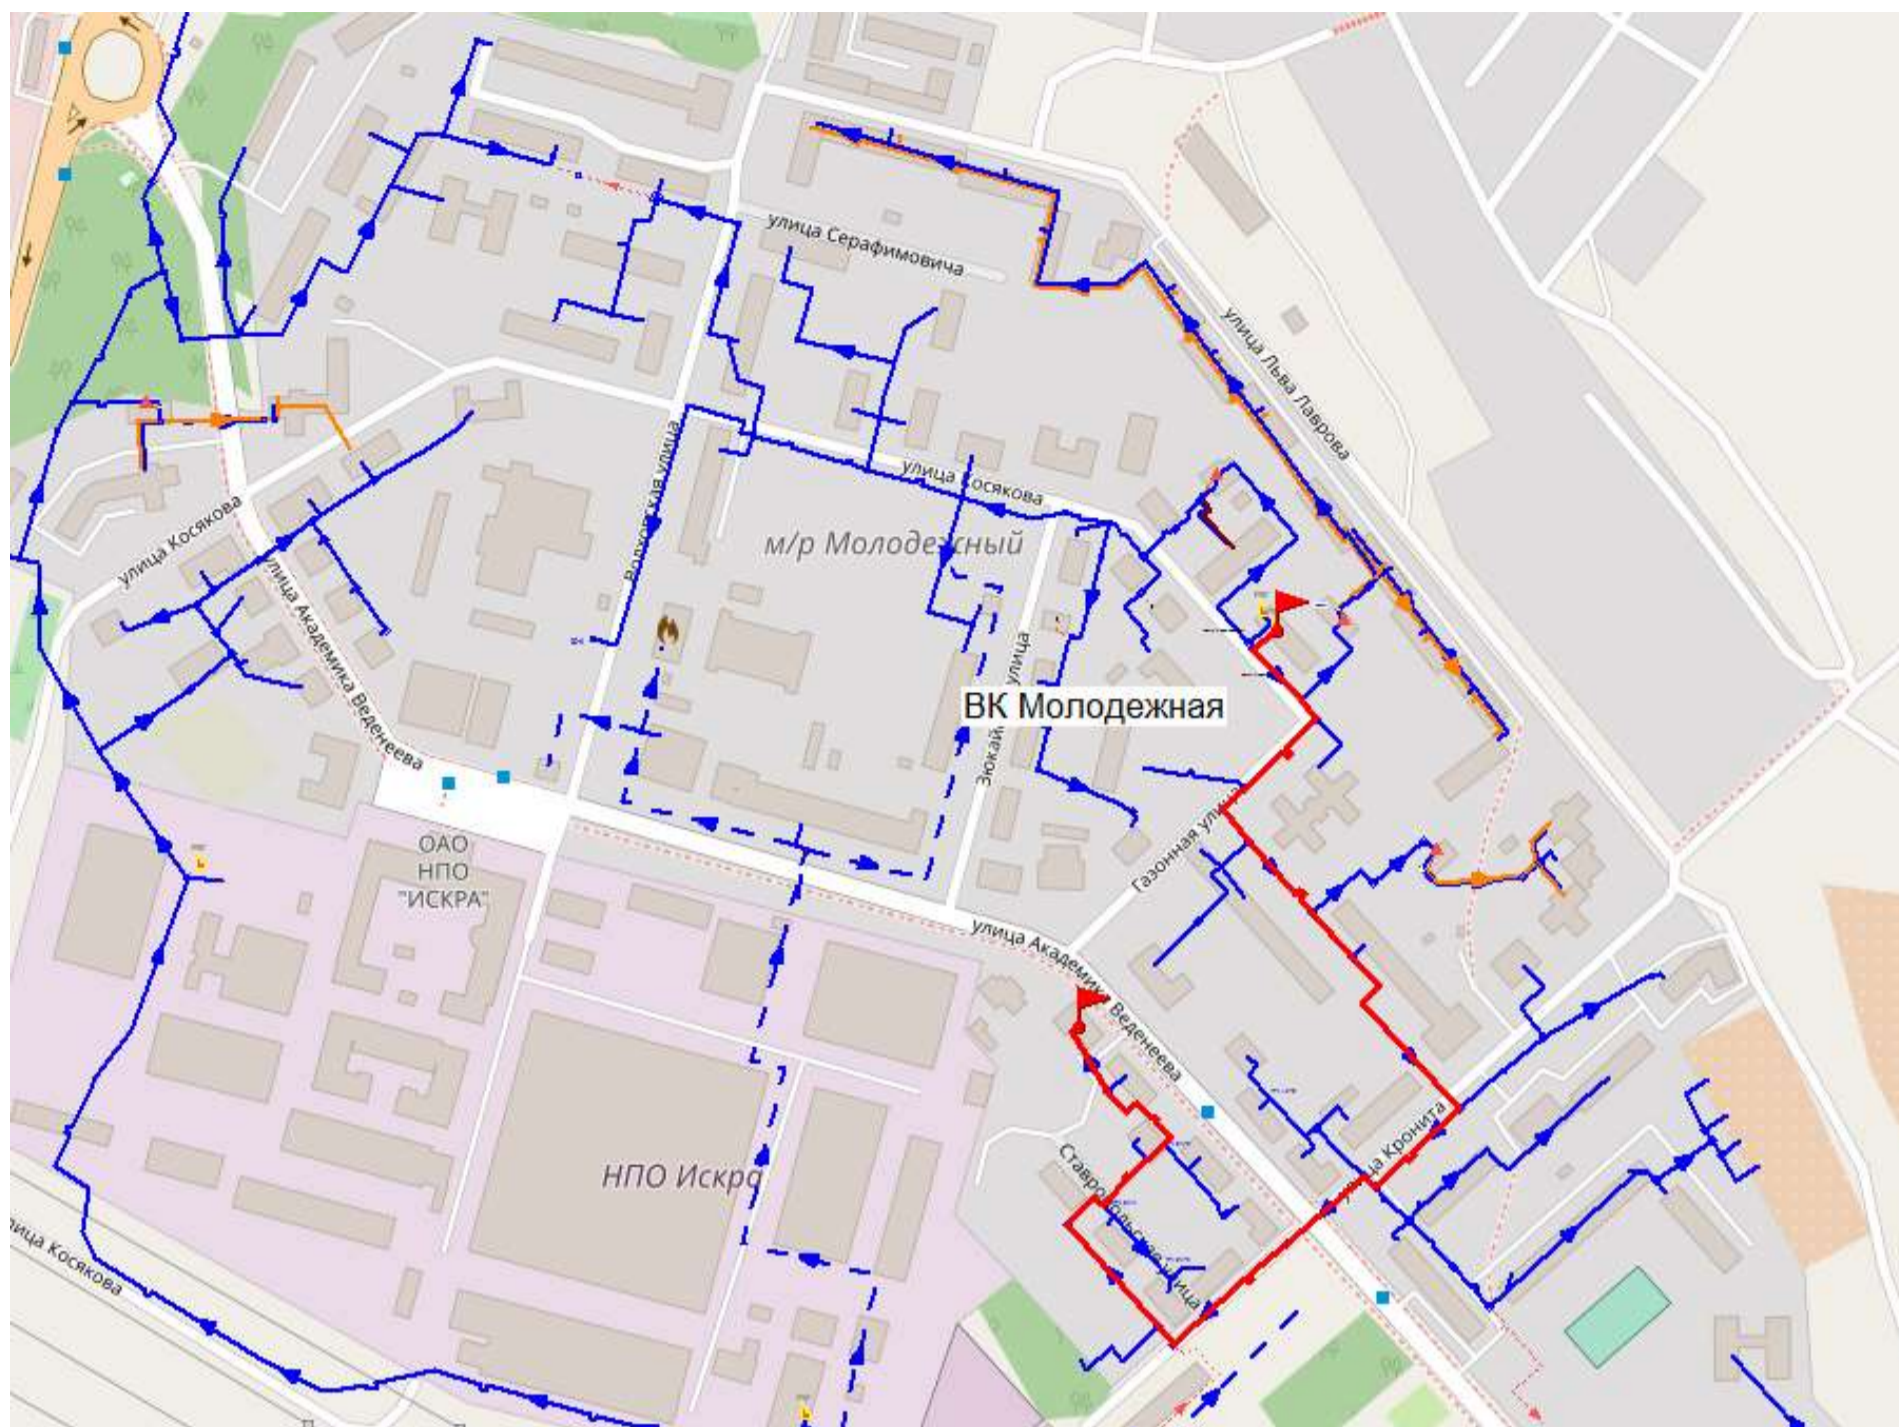 улица Серафимовича
улица Льва Лаврова
Волховская улица
улица Косякова
улица Косякова
м/р Молодежный
улица Академика Веденеева
ВК Молодежная
ОАО
НПО
"ИСКРА"
Газонная
улица Академика Веденеева
улица
НПО Искра
Кронита
улица
Косякова